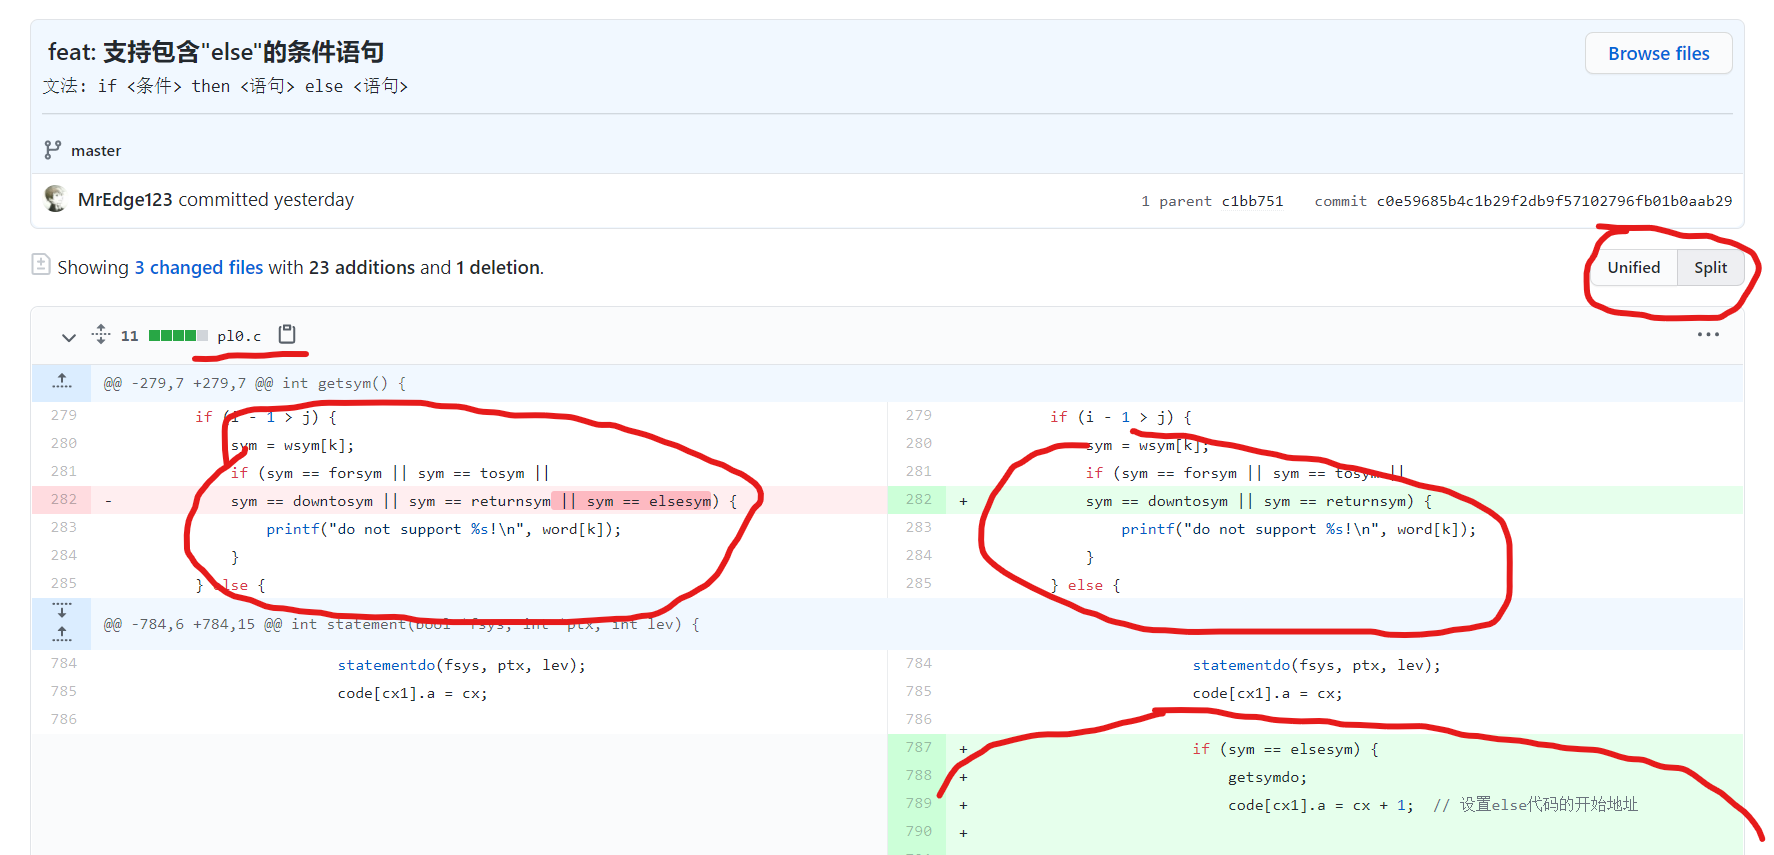 feat: 支持包含"else"的条件语句
Browse files
文法: if <条件> then <语句> else <语句>
master
MrEdge123 committed yesterday
1 parent c1bb751 commit c0e59685b4c1b29f2db9f57102796fb01b0aab29
Showing 3 changed files with 23 additions and 1 deletion.
Unified Split
11 pl0.c
@@ -279,7 +279,7 @@ int getsym() {
279 if (i - 1 > j) { 279 if (i - 1 > j) {
280 sym = wsym[k]; 280 sym = wsym[k];
281 if (sym == forsym || sym == tosym || 281 if (sym == forsym || sym == tosym ||
282 - sym == downtosym || sym == returnsym || sym == elsesym) { 282 + sym == downtosym || sym == returnsym) {
283 printf("do not support %s!\n", word[k]); 283 printf("do not support %s!\n", word[k]);
284 } 284 }
285 } else { 285 } else {
@@ -784,6 +784,15 @@ int statement(bool *fsys, int *ptx, int lev) {
784 statementdo(fsys, ptx, lev); 784 statementdo(fsys, ptx, lev);
785 code[cx1].a = cx; 785 code[cx1].a = cx;
786 786
787 + if (sym == elsesym) {
788 + getsymdo;
789 + code[cx1].a = cx + 1; // 设置else代码的开始地址
790 +